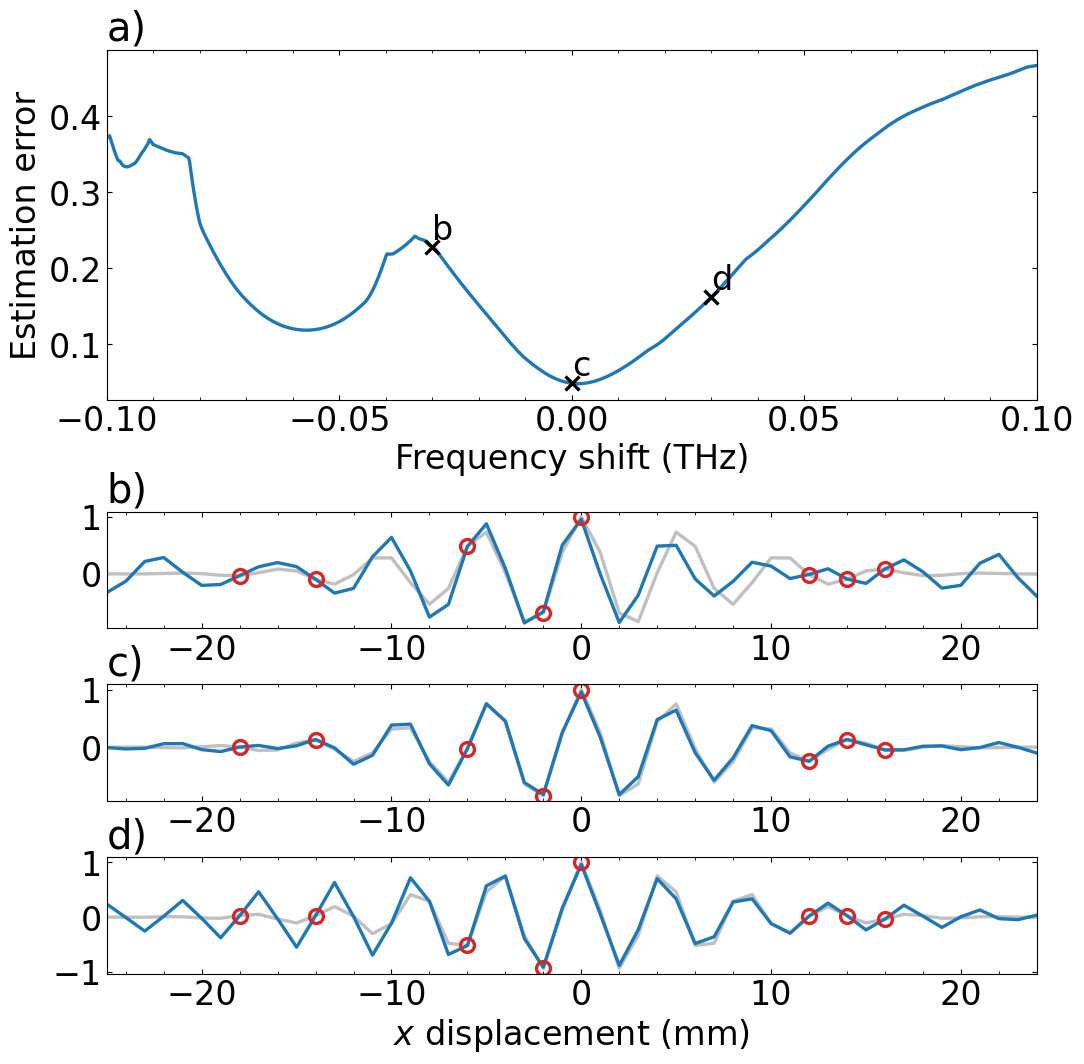 a)
0.4
0.3
0.2
0.1
Estimation error
b
c
d
−0.10 −0.05 0.00 0.05 0.10
Frequency shift (THz)
b)
1
0
−20 −10 0 10 20
c)
1
0
−20 −10 0 10 20
d)
1
0
−1
−20 −10 0 10 20
x displacement (mm)